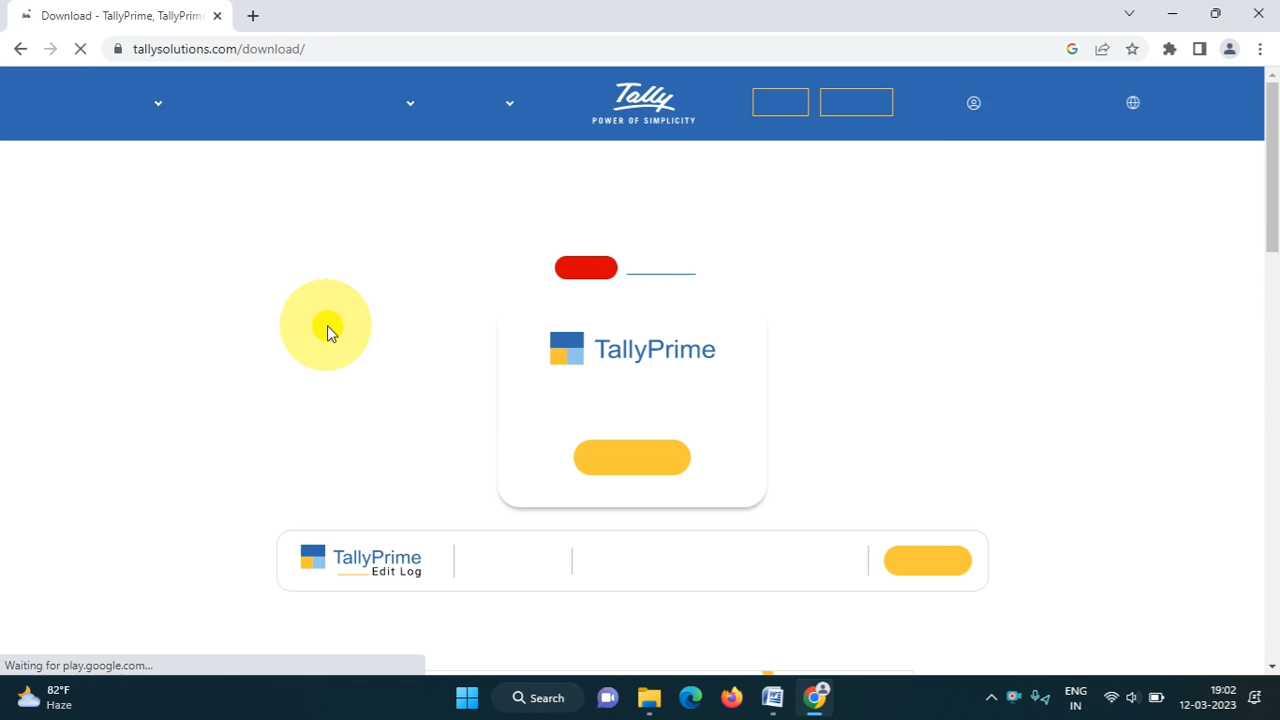 Download - TallyPrime, TallyPrim
tallysolutions.com/download/
Tally
POWER OF SIMPLICITY
TallyPrime
TallyPrime
Edit Log
Waiting for play.google.com...
82°F
Haze
Search
ENG
IN
19:02
12-03-2023